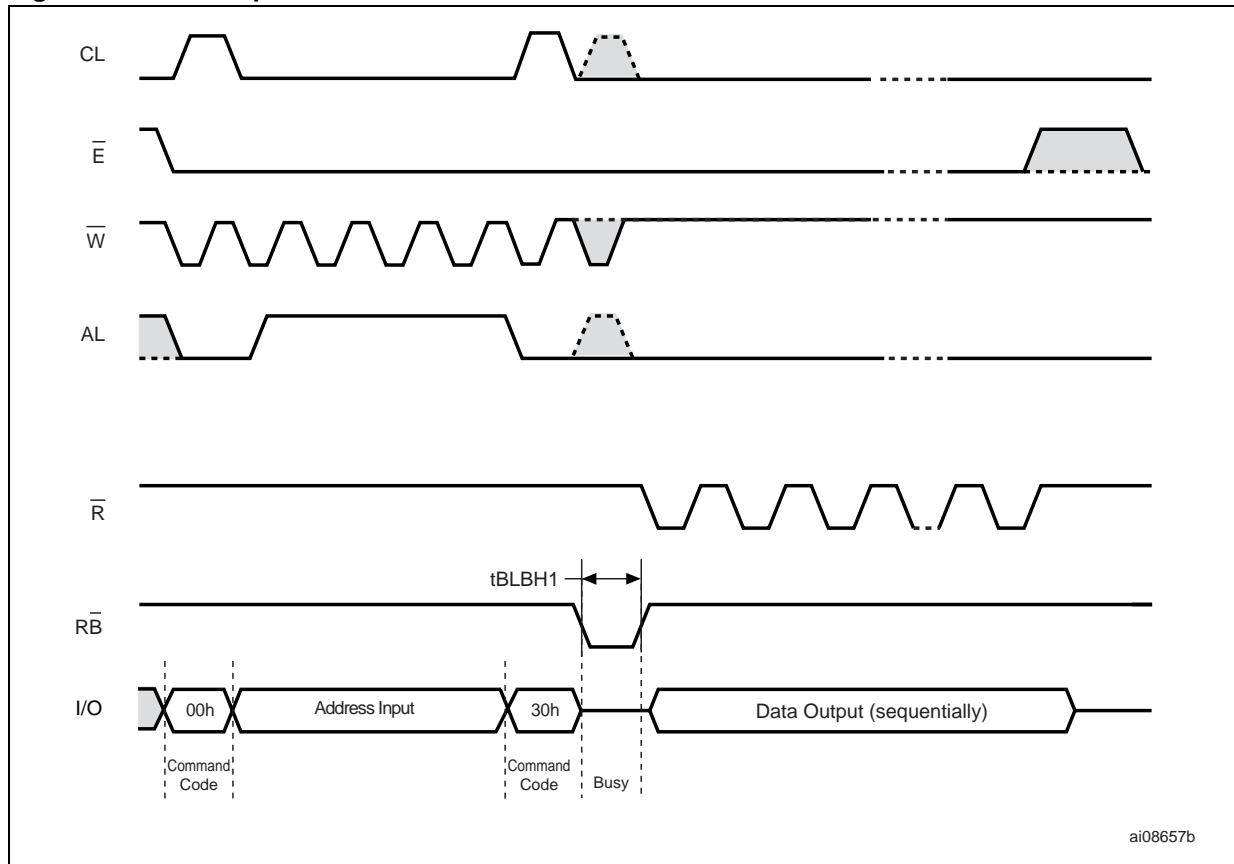 CL
E
W
AL
R
tBLBH1
RB
I/O
00h
Address Input
30h
Data Output (sequentially)
Command
Code
Command
Code
Busy
ai08657b